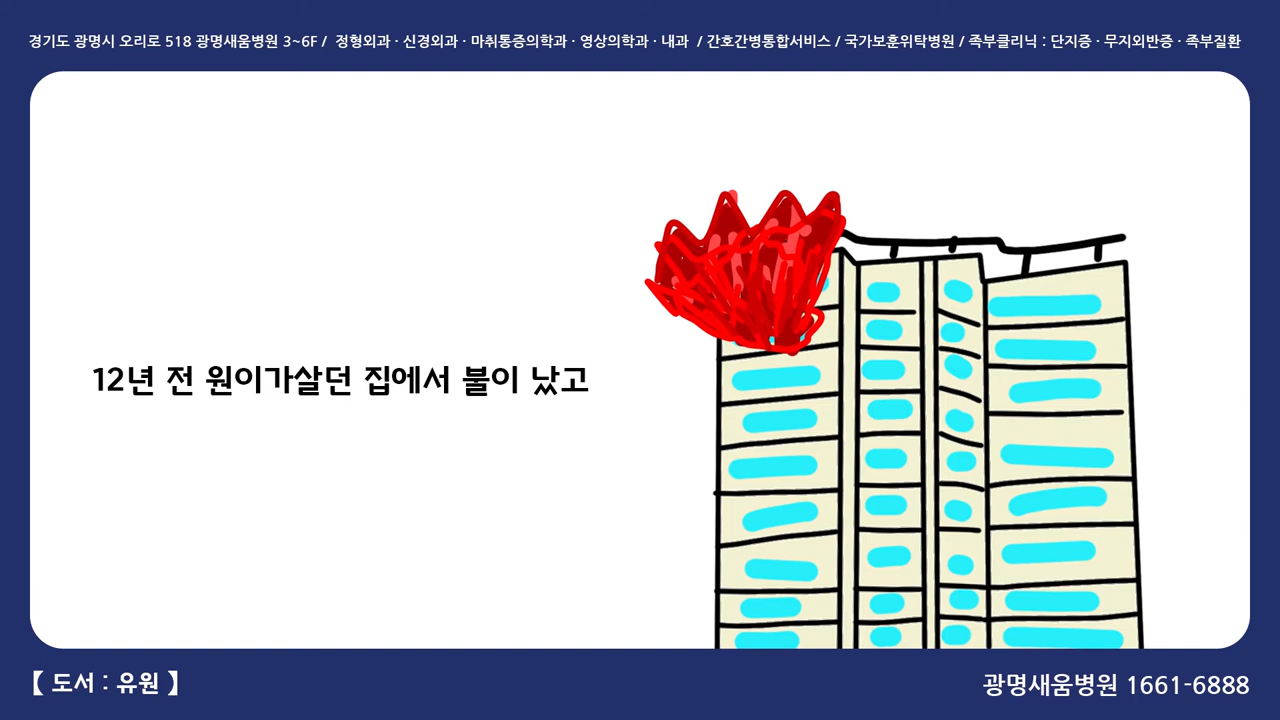 경기도 광명시 오리로 518 광명새움병원 3~6F / 정형외과 · 신경외과 · 마취통증의학과 · 영상의학과 · 내과 / 간호간병통합서비스 / 국가보훈위탁병원 / 족부클리닉 : 단지증 · 무지외반증 · 족부질환
12년 전 원이가살던 집에서 불이 났고
【 도서 : 유원 】
광명새움병원 1661-6888